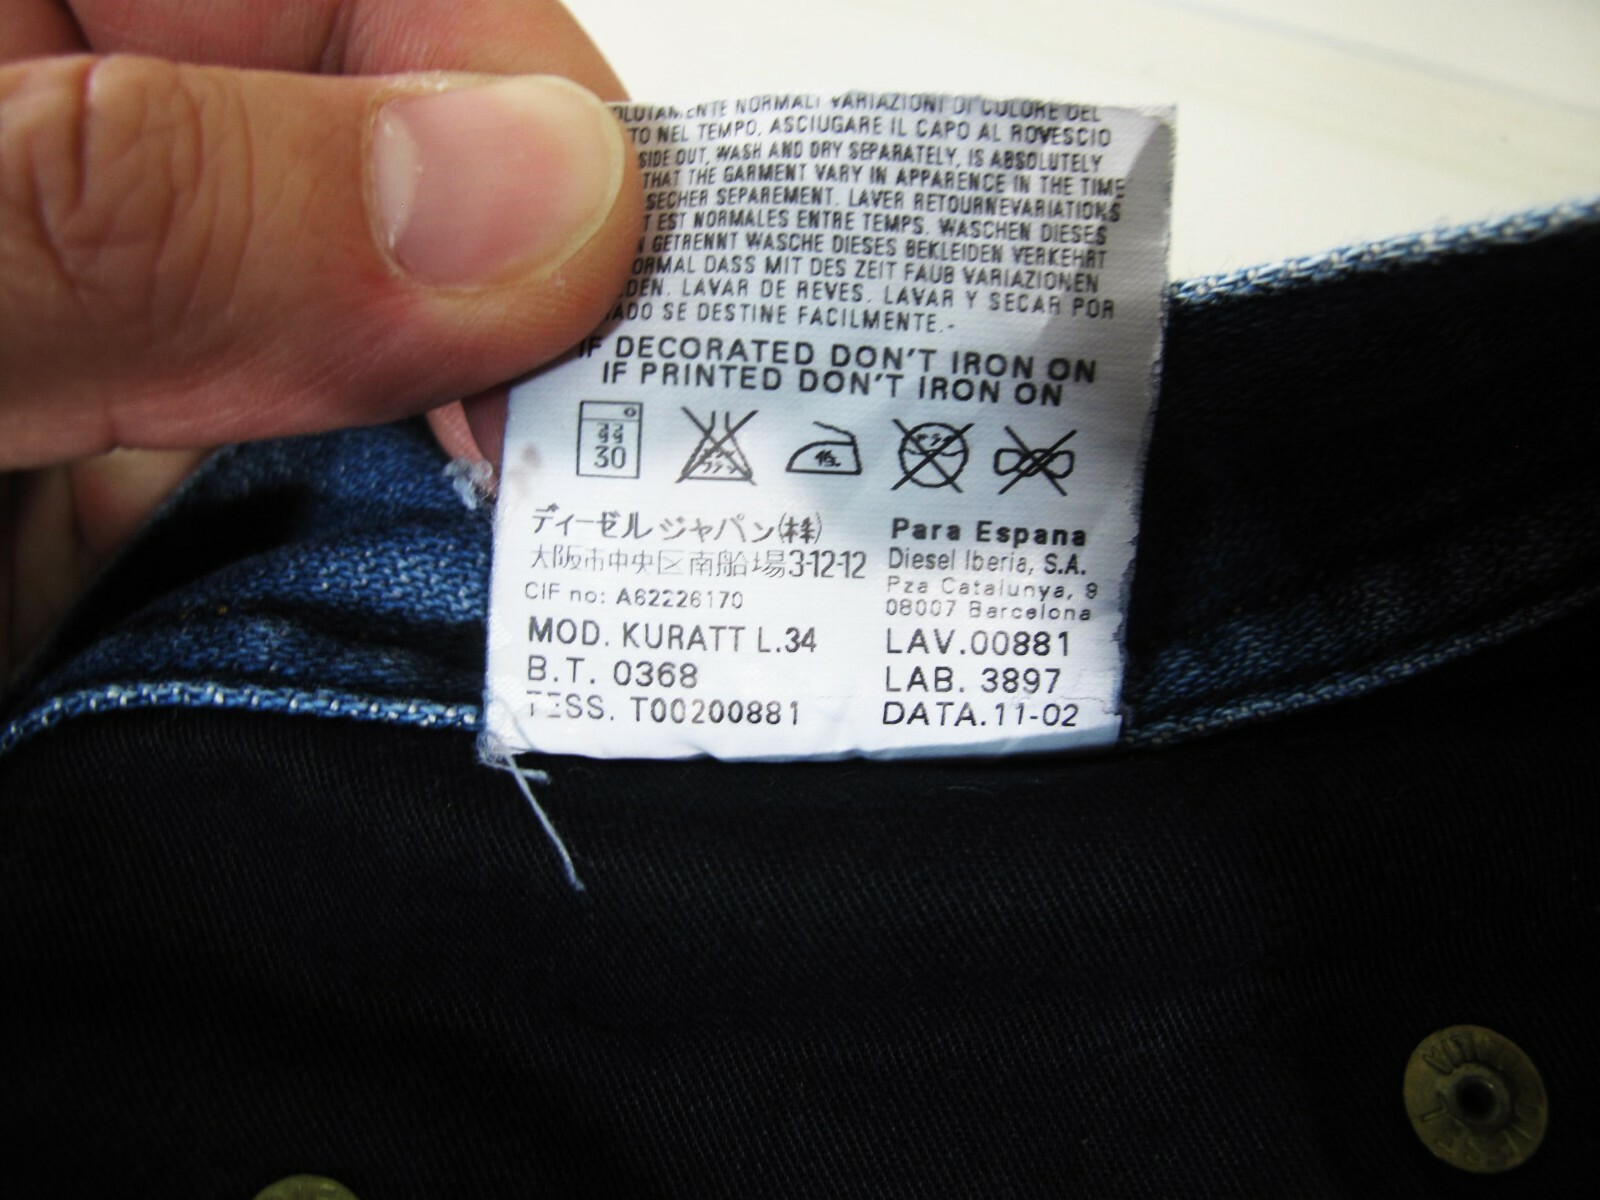 NORMALI VARIAZIONI DI COLORE DEL
TO NEL TEMPO. ASCIUGARE IL CAPO AL ROVESCIO
SIDE OUT, WASH AND DRY SEPARATELY, IS ABSOLUTELY
THAT THE GARMENT VARY IN APPARENCE IN THE TIME
SECHER SEPAREMENT. LAVER RETOURNEVARIATIONS
T EST NORMALES ENTRE TEMPS. WASCHEN DIESES
N GETRENNT WASCHE DIESES BEKLEIDEN VERKEHRT
ORMAL DASS MIT DES ZEIT FAUB VARIAZIONEN
DEN. LAVAR DE REVES. LAVAR Y SECAR POR
ADO SE DESTINE FACILMENTE.-
IF DECORATED DON'T IRON ON
IF PRINTED DON'T IRON ON
30
ディーゼルジャパン(株)
大阪市中央区南船場3-12-12
CIF no: A62226170
MOD. KURATT L.34
B.T. 0368
TESS. T00200881
Para Espana
Diesel Iberia, S.A.
Pza Catalunya, 9
08007 Barcelona
LAV.00881
LAB. 3897
DATA.11-02